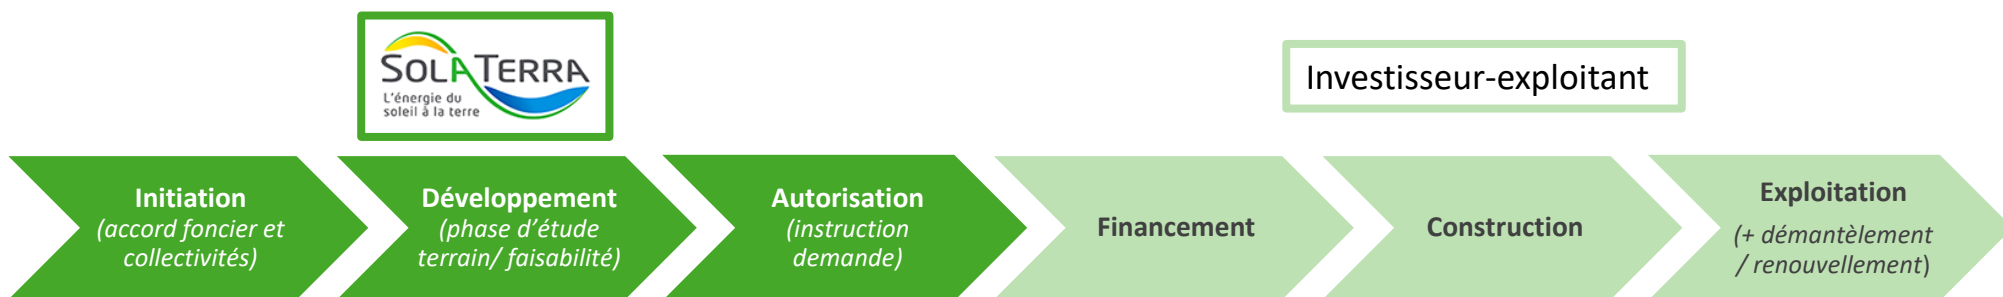 SOLATERRA
L'énergie du
soleil à la terre
Investisseur-exploitant
Initiation
(accord foncier et
collectivités)
Développement
(phase d'étude
terrain/ faisabilité)
Autorisation
(instruction
demande)
Financement
Construction
Exploitation
(+ démantèlement
/ renouvellement)